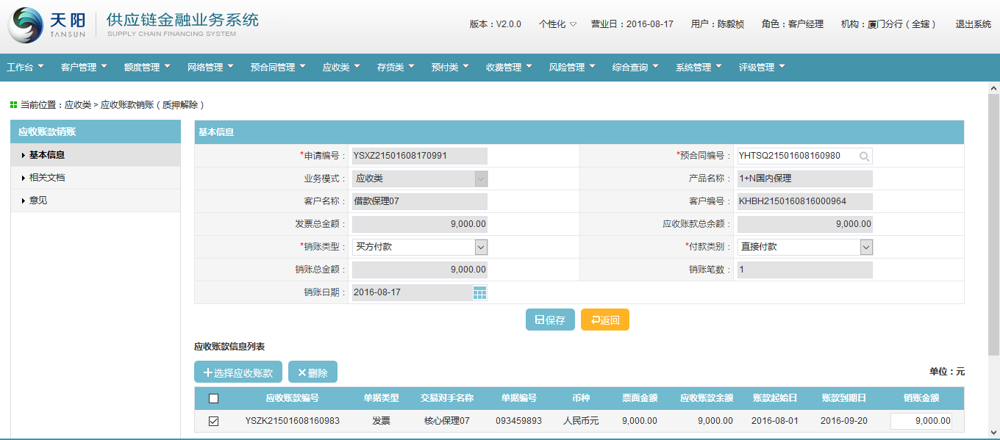 天阳 TANSUN 供应链金融业务系统 SUPPLY CHAIN FINANCING SYSTEM
版本：V2.0.0 个性化 营业日：2016-08-17 用户：陈毅桢 角色：客户经理 机构：厦门分行（全辖） 退出系统
工作台 客户管理 额度管理 网络管理 预合同管理 应收类 存货类 预付类 收费管理 风险管理 综合查询 系统管理 评级管理
当前位置：应收类 > 应收账款销账（质押解除）
应收账款销账
基本信息
相关文档
意见
基本信息
*申请编号： YSXZ21501608170991 *预合同编号： YHTSQ21501608160980
业务模式： 应收类 产品名称： 1+N国内保理
客户名称： 借款保理07 客户编号： KHBH2150160816000964
发票总金额： 9,000.00 应收账款总余额： 9,000.00
*销账类型： 买方付款 *付款类别： 直接付款
销账总金额： 9,000.00 销账笔数： 1
销账日期： 2016-08-17
保存 返回
应收账款信息列表
选择应收账款 删除 单位：元
应收账款编号 单据类型 交易对手名称 单据编号 币种 票面金额 应收账款余额 账款起始日 账款到期日 销账金额
YSZK21501608160983 发票 核心保理07 093459893 人民币元 9,000.00 9,000.00 2016-08-01 2016-09-20 9,000.00